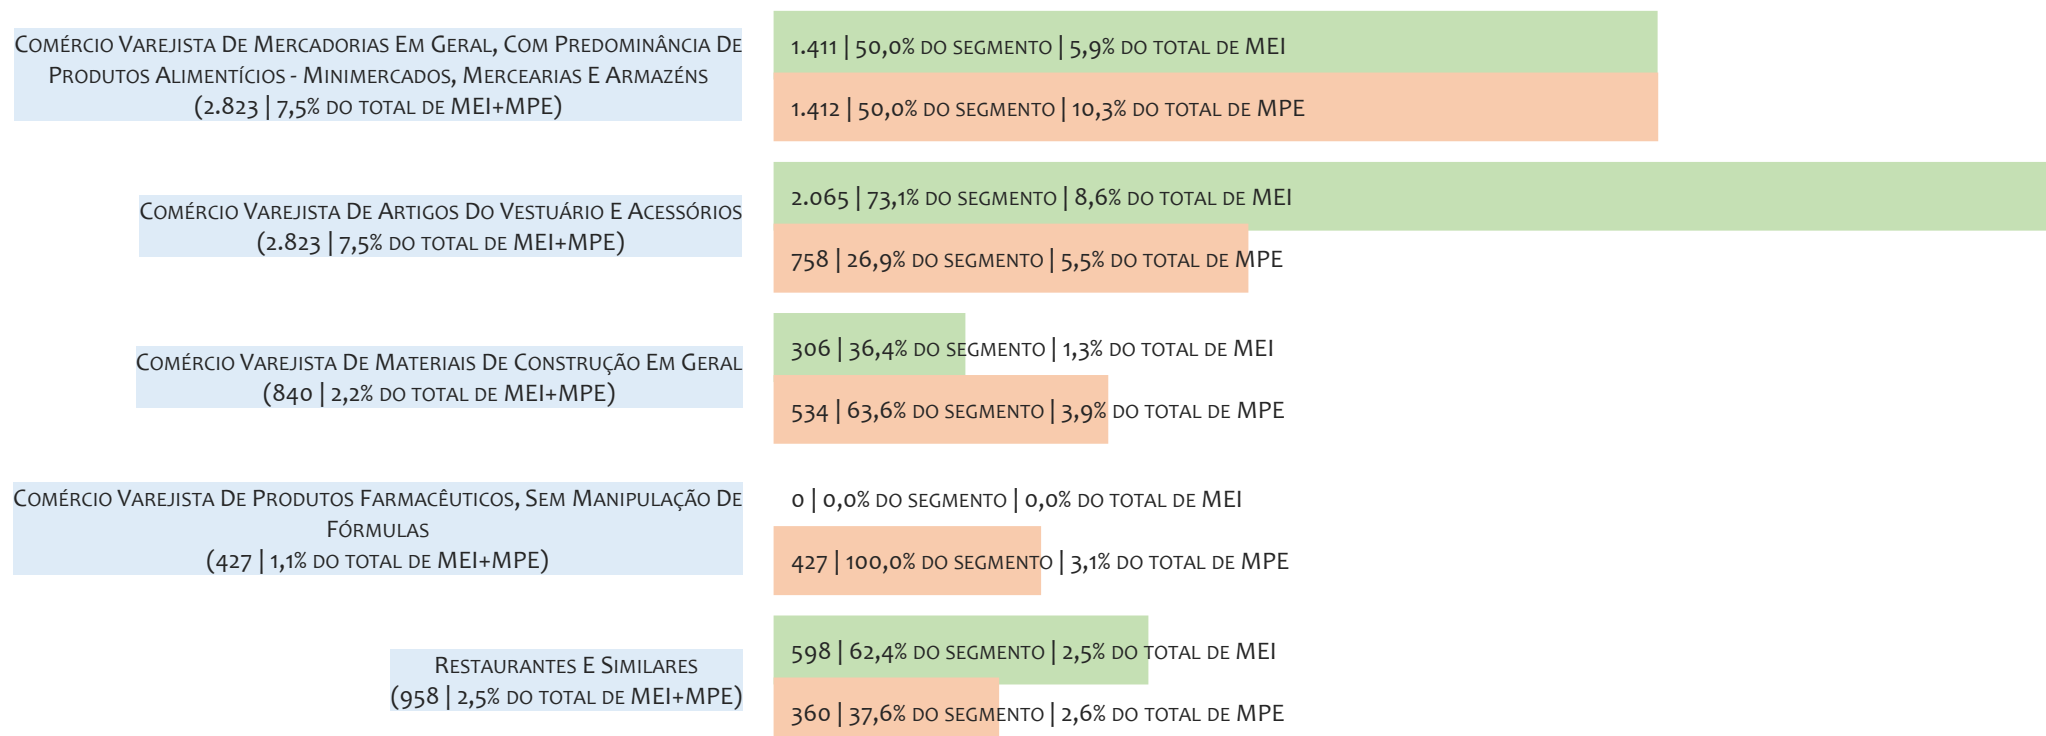 Comércio Varejista De Mercadorias Em Geral, Com Predominância De
Produtos Alimentícios - Minimercados, Mercearias E Armazéns
(2.823 | 7,5% do total de MEI+MPE)
1.411 | 50,0% do segmento | 5,9% do total de MEI
1.412 | 50,0% do segmento | 10,3% do total de MPE
Comércio Varejista De Artigos Do Vestuário E Acessórios
(2.823 | 7,5% do total de MEI+MPE)
2.065 | 73,1% do segmento | 8,6% do total de MEI
758 | 26,9% do segmento | 5,5% do total de MPE
Comércio Varejista De Materiais De Construção Em Geral
(840 | 2,2% do total de MEI+MPE)
306 | 36,4% do segmento | 1,3% do total de MEI
534 | 63,6% do segmento | 3,9% do total de MPE
Comércio Varejista De Produtos Farmacêuticos, Sem Manipulação De
Fórmulas
(427 | 1,1% do total de MEI+MPE)
0 | 0,0% do segmento | 0,0% do total de MEI
427 | 100,0% do segmento | 3,1% do total de MPE
Restaurantes E Similares
(958 | 2,5% do total de MEI+MPE)
598 | 62,4% do segmento | 2,5% do total de MEI
360 | 37,6% do segmento | 2,6% do total de MPE